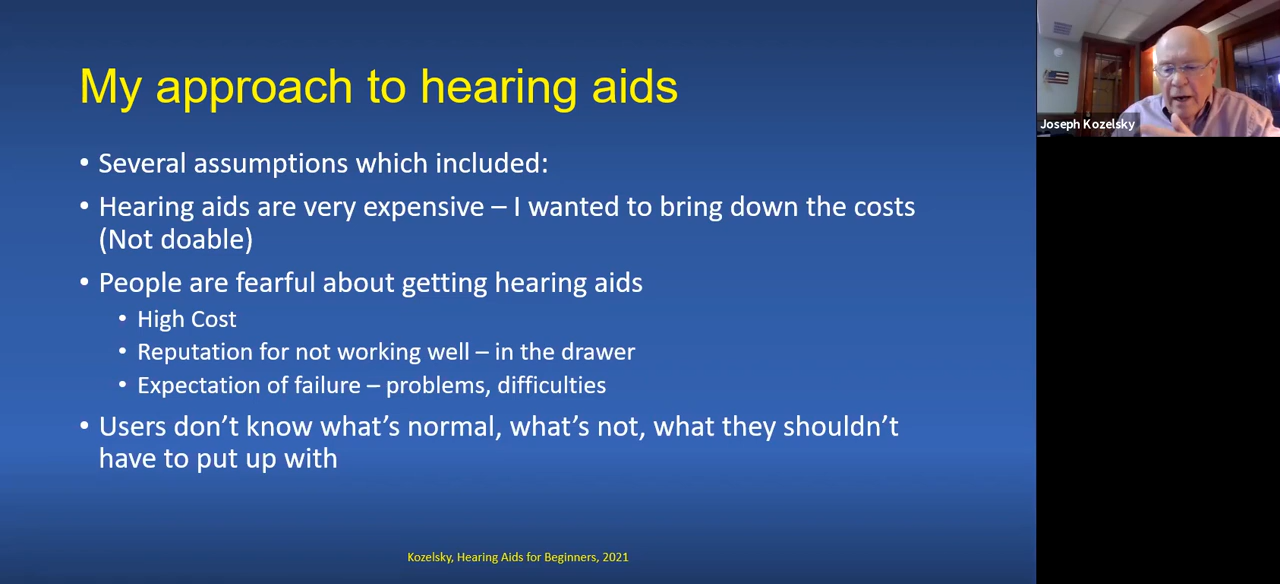 My approach to hearing aids
• Several assumptions which included:
• Hearing aids are very expensive – I wanted to bring down the costs
(Not doable)
• People are fearful about getting hearing aids
• High Cost
• Reputation for not working well – in the drawer
• Expectation of failure – problems, difficulties
• Users don’t know what’s normal, what’s not, what they shouldn’t
have to put up with
Kozelsky, Hearing Aids for Beginners, 2021
Joseph Kozelsky